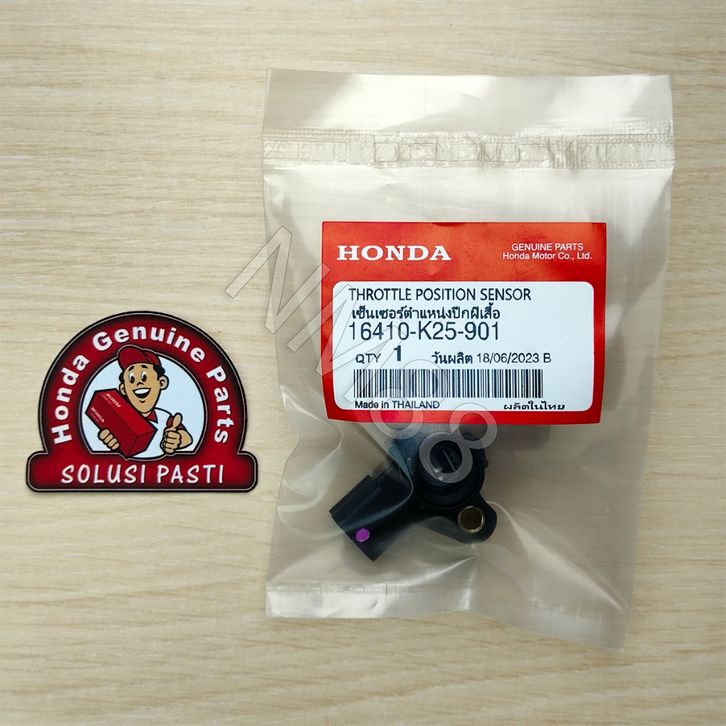 Honda Genuine Parts
HONDA
HONDA
SOLUSI PASTI
HONDA
GENUINE PARTS
Honda Motor Co., Ltd.
THROTTLE POSITION SENSOR
เซ็นเซอร์ตำแหน่งปีกผีเสื้อ
16410-K25-901
QTY 1 วันผลิต 18/06/2023 B
Made in THAILAND
ผลิตในไทย